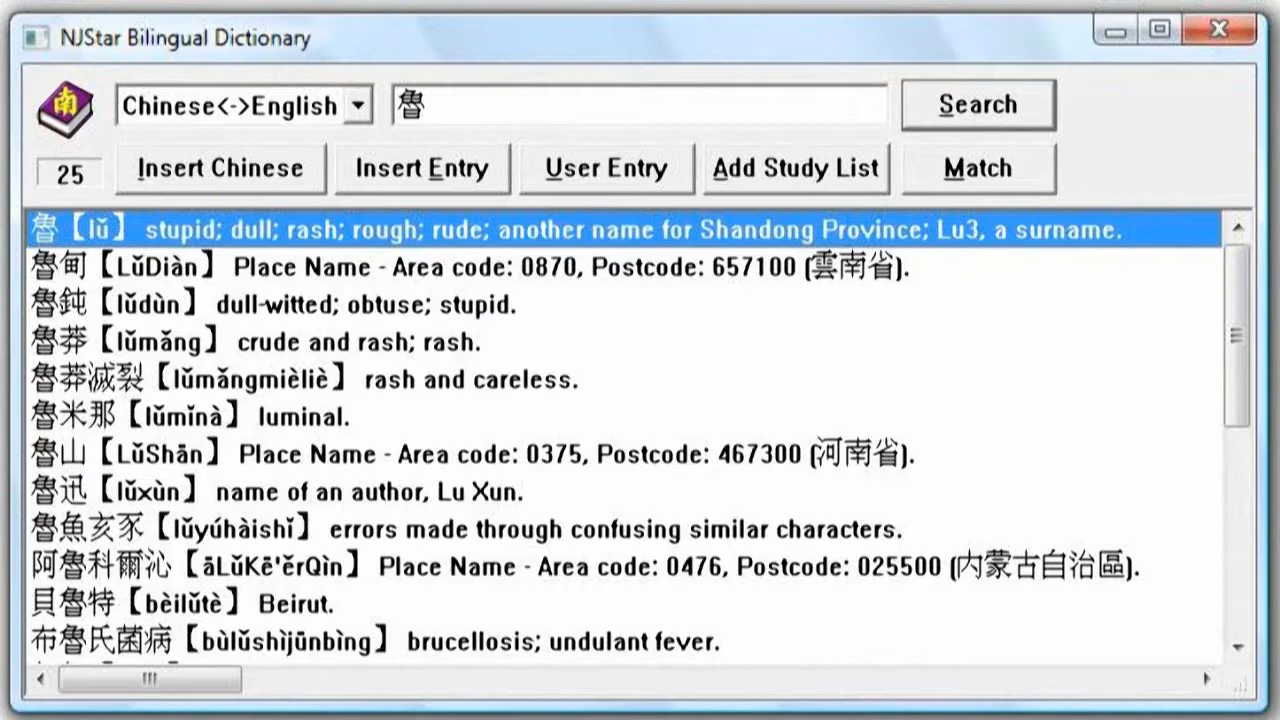 NJStar Bilingual Dictionary
南
Chinese<->English
魯
Search
25
Insert Chinese
Insert Entry
User Entry
Add Study List
Match
魯【lǔ】 stupid; dull; rash; rough; rude; another name for Shandong Province; Lu3, a surname.
魯甸【LǔDiàn】 Place Name - Area code: 0870, Postcode: 657100 (雲南省).
魯鈍【lǔdùn】 dull-witted; obtuse; stupid.
魯莽【lǔmǎng】 crude and rash; rash.
魯莽滅裂【lǔmǎngmièliè】 rash and careless.
魯米那【lǔmǐnà】 luminal.
魯山【LǔShān】 Place Name - Area code: 0375, Postcode: 467300 (河南省).
魯迅【lǔxùn】 name of an author, Lu Xun.
魯魚亥豕【lǔyúhàishǐ】 errors made through confusing similar characters.
阿魯科爾沁【āLǔKē'ěrQìn】 Place Name - Area code: 0476, Postcode: 025500 (内蒙古自治區).
貝魯特【bèilǔtè】 Beirut.
布魯氏菌病【bùlǔshìjūnbìng】 brucellosis; undulant fever.